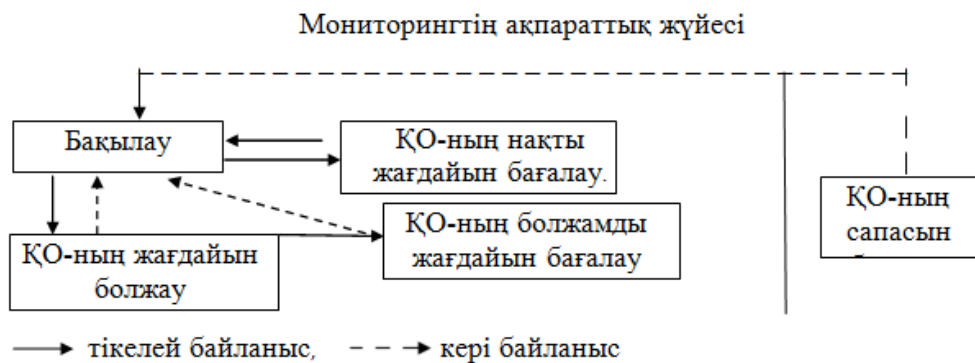 Мониторингтің ақпараттық жүйесі
Бақылау
ҚО-ның нақты
жағдайын бағалау.
ҚО-ның
сапасын
ҚО-ның болжамды
жағдайын бағалау
ҚО-ның жағдайын
болжау
тікелей байланыс,
кері байланыс